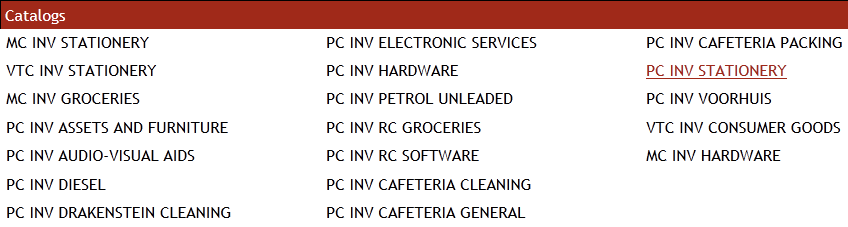 Catalogs
MC INV STATIONERY
VTC INV STATIONERY
MC INV GROCERIES
PC INV ASSETS AND FURNITURE
PC INV AUDIO-VISUAL AIDS
PC INV DIESEL
PC INV DRAKENSTEIN CLEANING
PC INV ELECTRONIC SERVICES
PC INV HARDWARE
PC INV PETROL UNLEADED
PC INV RC GROCERIES
PC INV RC SOFTWARE
PC INV CAFETERIA CLEANING
PC INV CAFETERIA GENERAL
PC INV CAFETERIA PACKING
PC INV STATIONERY
PC INV VOORHUIS
VTC INV CONSUMER GOODS
MC INV HARDWARE